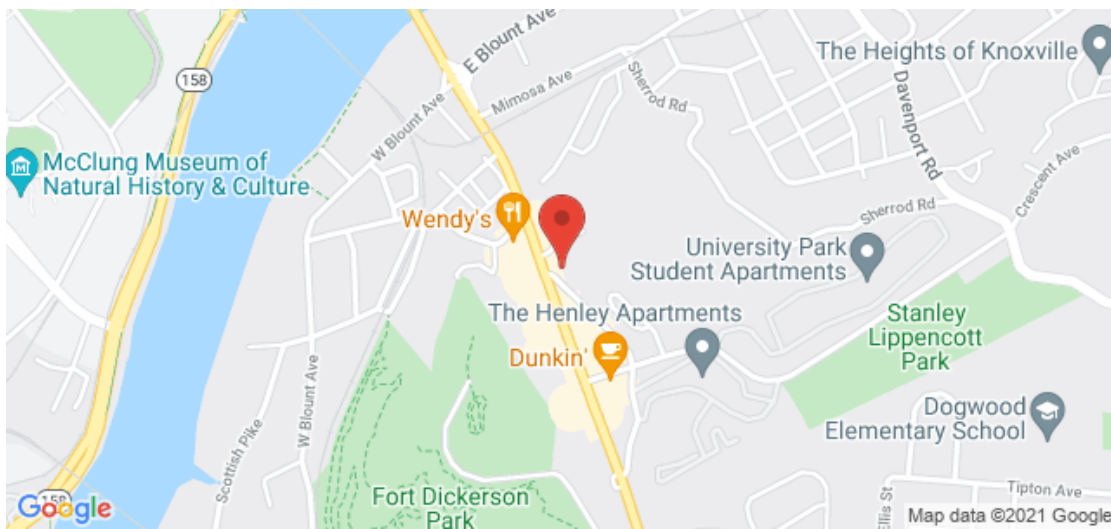 E Blount Ave
The Heights of Knoxville
158
Mimosa Ave
Sherrod Rd
Davenport Rd
W Blount Ave
McClung Museum of
Natural History & Culture
Crescent Ave
Wendy's
Sherrod Rd
University Park
Student Apartments
The Henley Apartments
Stanley
Lippencott
Park
Dunkin'
W Blount Ave
Scottish Pike
Dogwood
Elementary School
Fort Dickerson
Park
Ellis St
Tipton Ave
158
Google
Map data ©2021 Google